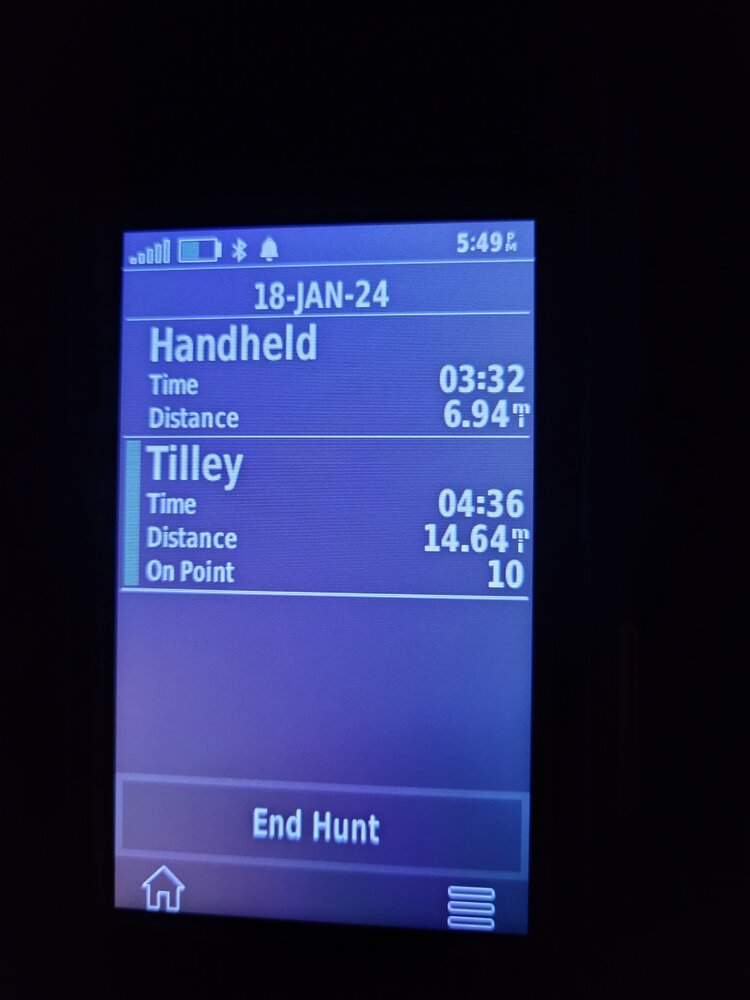 5:49 PM
18-JAN-24
Handheld
Time 03:32
Distance 6.94 mi
Tilley
Time 04:36
Distance 14.64 mi
On Point 10
End Hunt